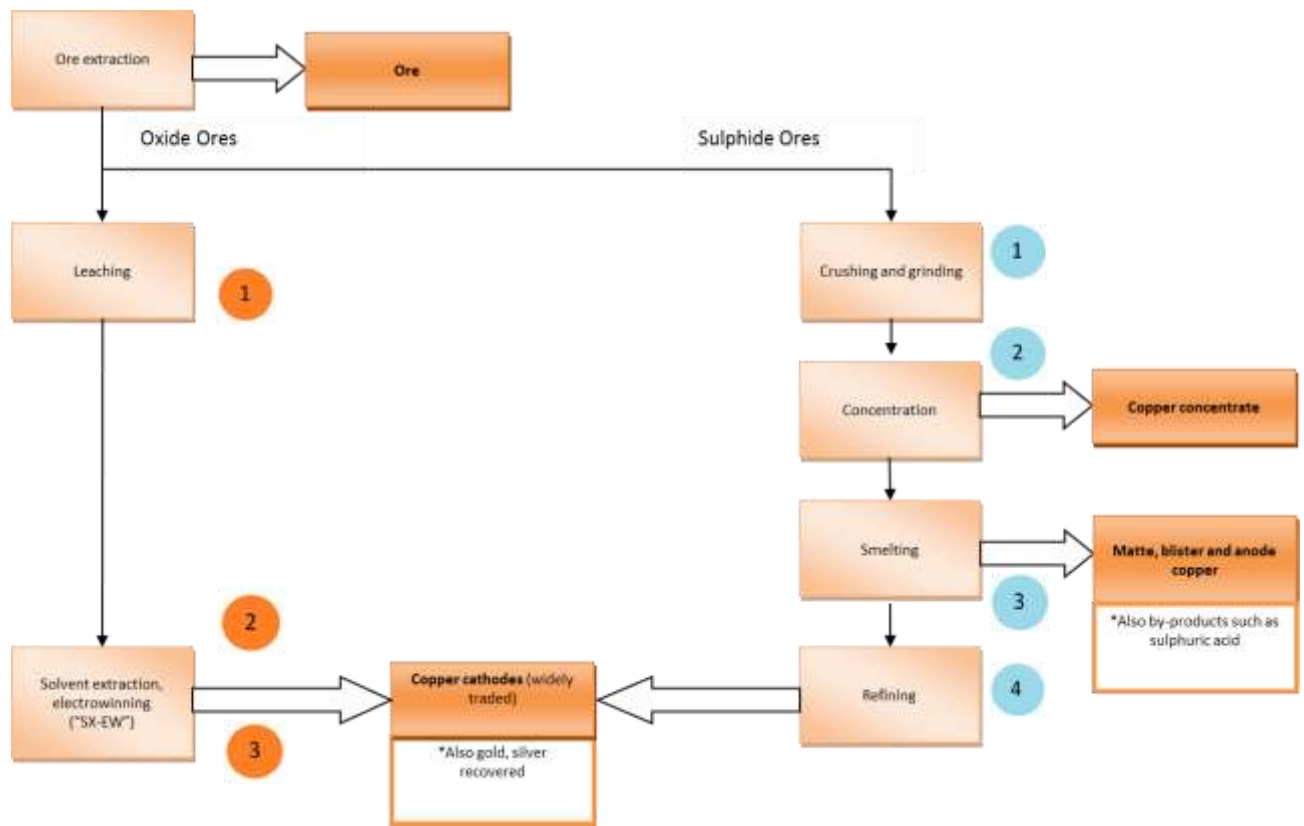 Ore extraction
Ore
Oxide Ores
Sulphide Ores
Leaching
1
Crushing and grinding
1
2
Concentration
Copper concentrate
Smelting
Matte, blister and anode
copper
3
*Also by-products such as
sulphuric acid
2
Solvent extraction,
electrowinning
("SX-EW")
3
Copper cathodes (widely
traded)
*Also gold, silver
recovered
Refining
4